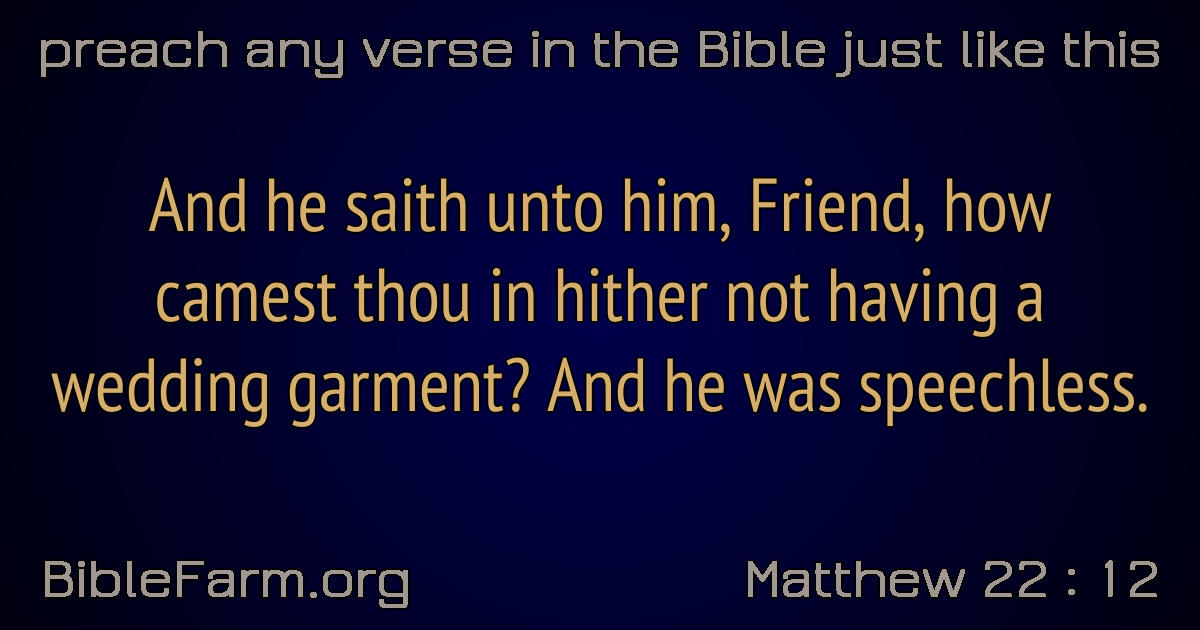 preach any verse in the Bible just like this
And he saith unto him, Friend, how
camest thou in hither not having a
wedding garment? And he was speechless.
BibleFarm.org
Matthew 22 : 12